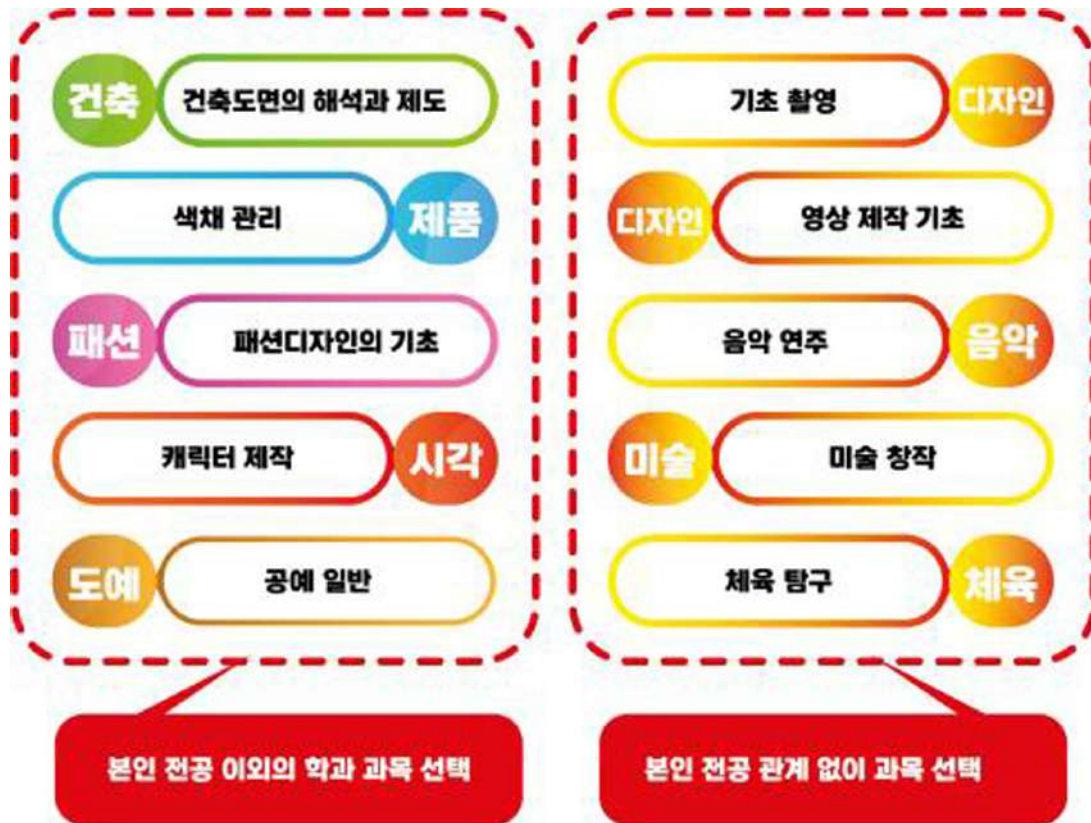 건축 건축도면의 해석과 제도
색채 관리 제품
패션 패션디자인의 기초
캐릭터 제작 시각
도예 공예 일반
본인 전공 이외의 학과 과목 선택
기초 촬영 디자인
디자인 영상 제작 기초
음악 연주 음악
미술 미술 창작
체육 탐구 체육
본인 전공 관계 없이 과목 선택